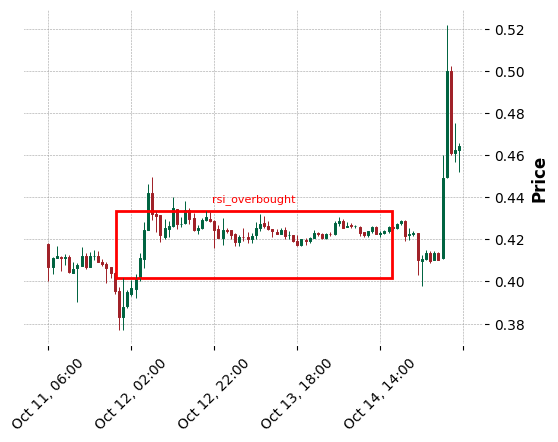 0.52
0.50
0.48
0.46
0.44
0.42
0.40
0.38
Price
rsi_overbought
Oct 11, 06:00
Oct 12, 02:00
Oct 12, 22:00
Oct 13, 18:00
Oct 14, 14:00